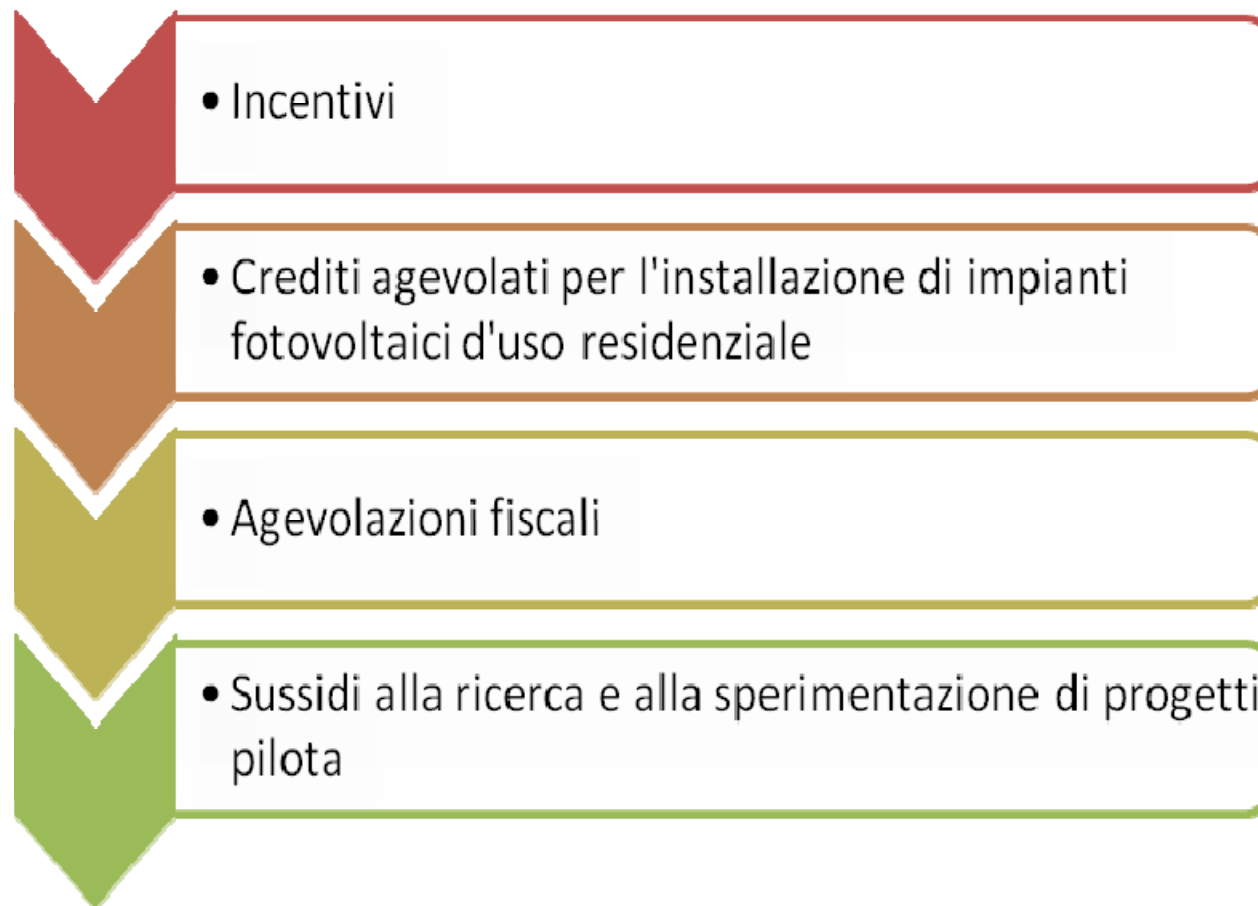 • Incentivi
• Crediti agevolati per l'installazione di impianti
fotovoltaici d'uso residenziale
• Agevolazioni fiscali
• Sussidi alla ricerca e alla sperimentazione di progetti
pilota